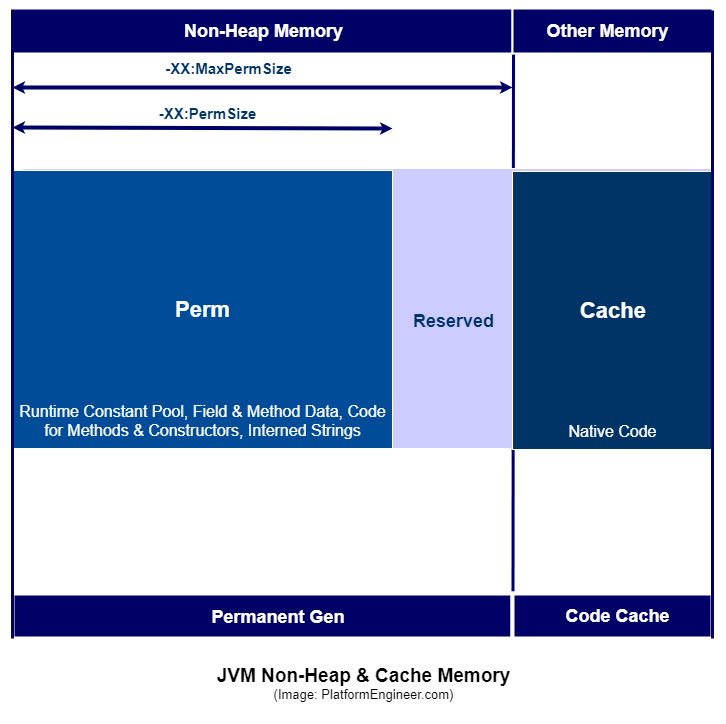 Non-Heap Memory
Other Memory
-XX:MaxPermSize
-XX:PermSize
Perm
Reserved
Cache
Runtime Constant Pool, Field & Method Data, Code
for Methods & Constructors, Interned Strings
Native Code
Permanent Gen
Code Cache
JVM Non-Heap & Cache Memory
(Image: PlatformEngineer.com)